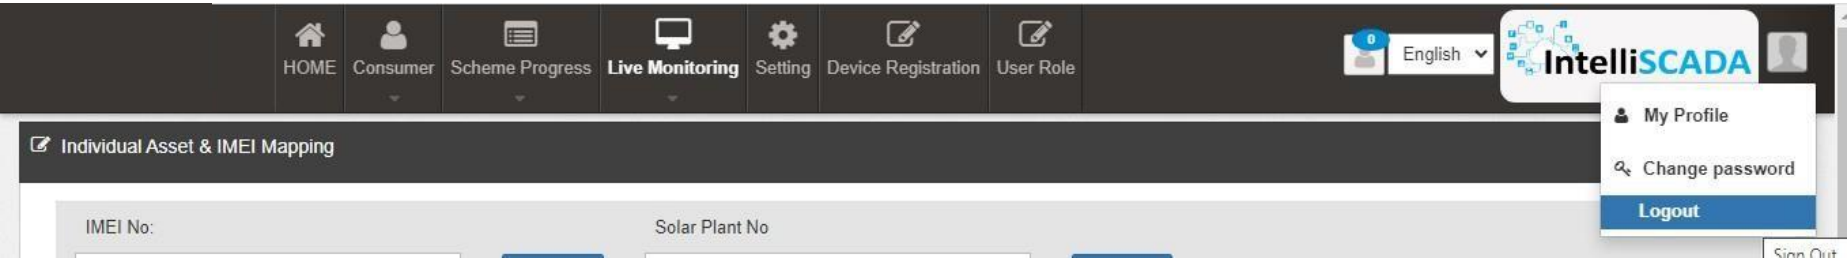 0
English
IntelliSCADA
HOME
Consumer
Scheme Progress
Live Monitoring
Setting
Device Registration
User Role
My Profile
Change password
Logout
Individual Asset & IMEI Mapping
IMEI No:
Solar Plant No
Sign Out